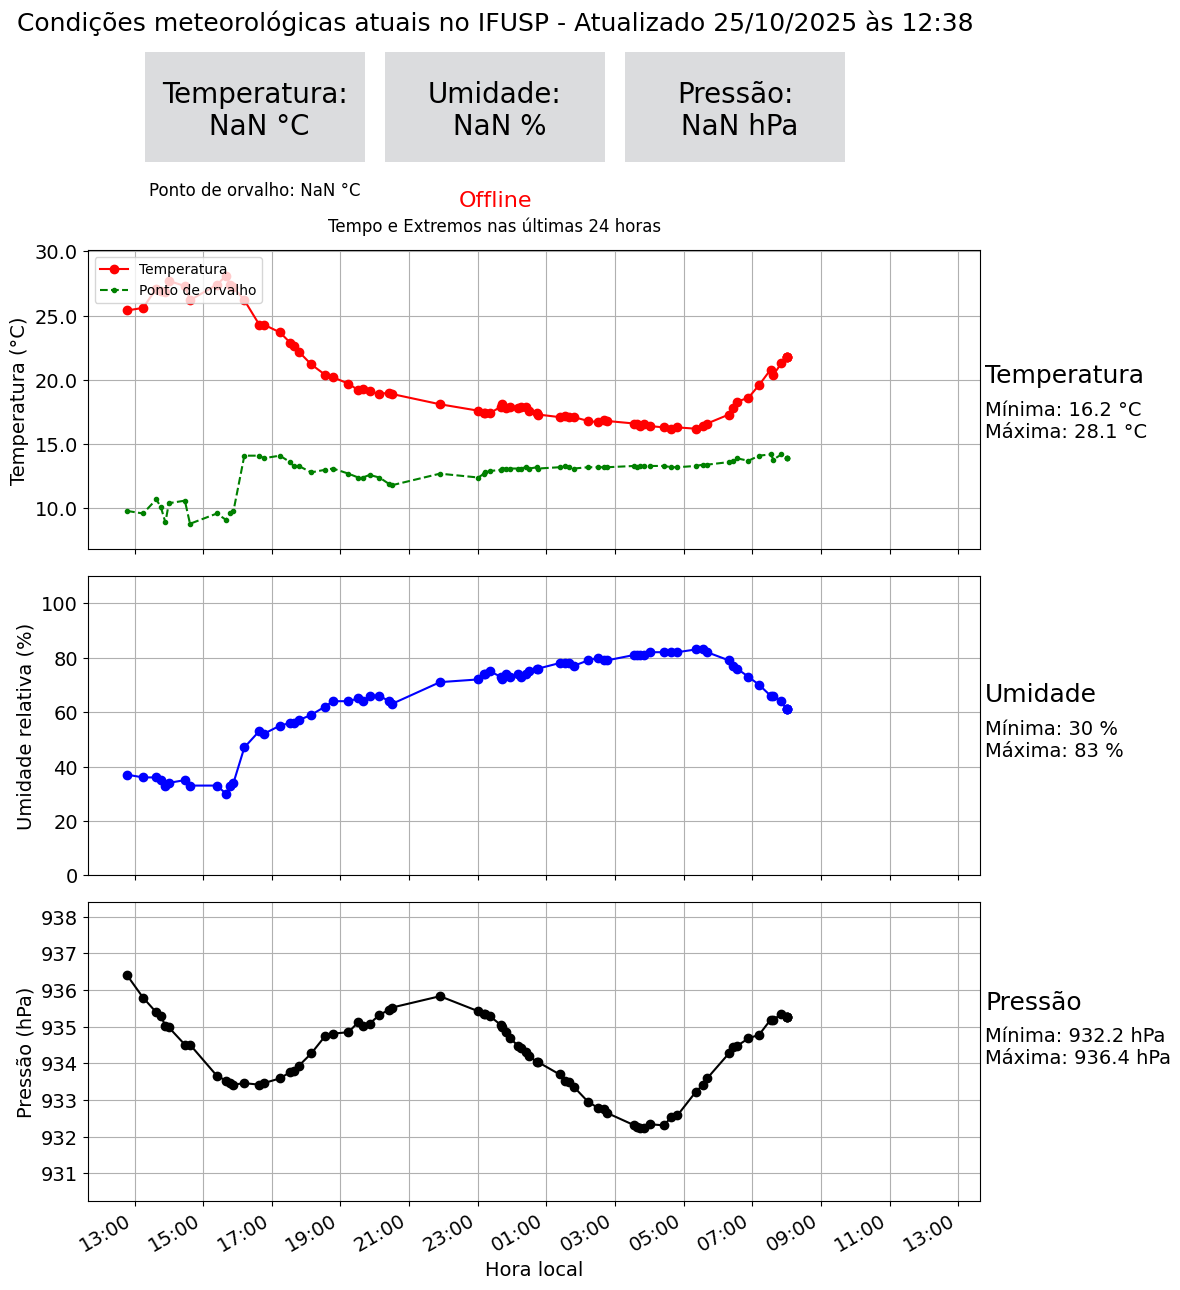 Condições meteorológicas atuais no IFUSP - Atualizado 25/10/2025 às 12:38
Temperatura:
NaN °C
Umidade:
NaN %
Pressão:
NaN hPa
Ponto de orvalho: NaN °C
Offline
Tempo e Extremos nas últimas 24 horas
Temperatura
Ponto de orvalho
Temperatura (°C)
30.0
25.0
20.0
15.0
10.0
Temperatura
Mínima: 16.2 °C
Máxima: 28.1 °C
Umidade relativa (%)
100
80
60
40
20
0
Umidade
Mínima: 30 %
Máxima: 83 %
Pressão (hPa)
938
937
936
935
934
933
932
931
Pressão
Mínima: 932.2 hPa
Máxima: 936.4 hPa
13:00 15:00 17:00 19:00 21:00 23:00 01:00 03:00 05:00 07:00 09:00 11:00 13:00
Hora local